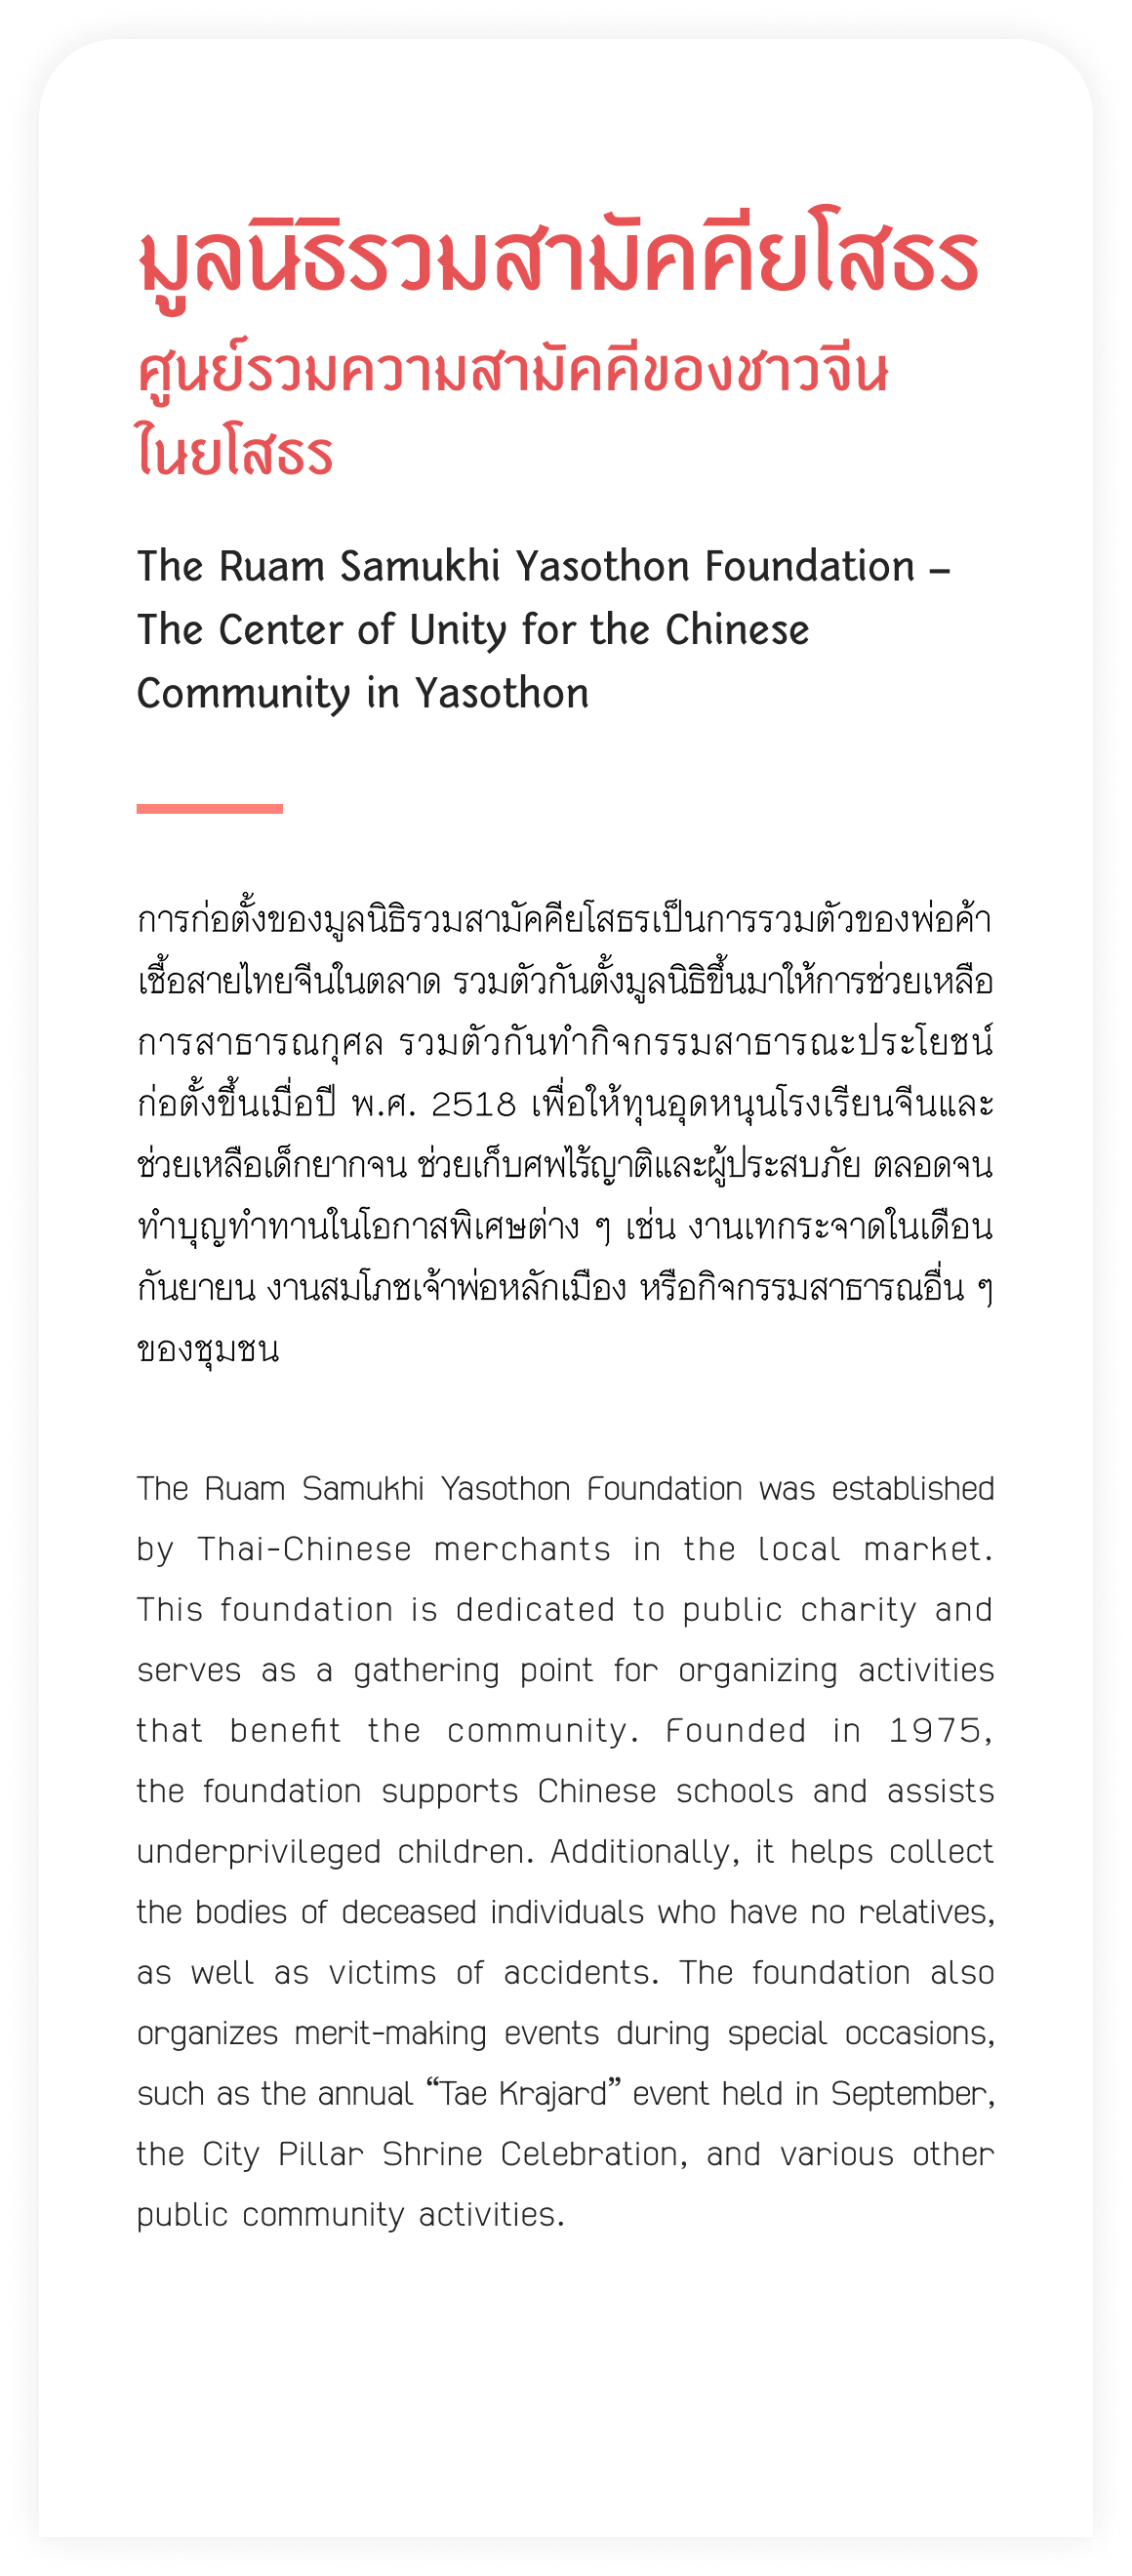 มูลนิธิรวมสามัคคียโสธร
ศูนย์รวมความสามัคคีของชาวจีน
ในยโสธร
The Ruam Samukhi Yasothon Foundation –
The Center of Unity for the Chinese
Community in Yasothon
การก่อตั้งของมูลนิธิรวมสามัคคียโสธรเป็นการรวมตัวของพ่อค้า
เชื้อสายไทยจีนในตลาด รวมตัวกันตั้งมูลนิธิขึ้นมาให้การช่วยเหลือ
การสาธารณกุศล รวมตัวกันทำกิจกรรมสาธารณะประโยชน์
ก่อตั้งขึ้นเมื่อปี พ.ศ. 2518 เพื่อให้ทุนอุดหนุนโรงเรียนจีนและ
ช่วยเหลือเด็กยากจน ช่วยเก็บศพไร้ญาติและผู้ประสบภัย ตลอดจน
ทำบุญทำทานในโอกาสพิเศษต่าง ๆ เช่น งานเทกระจาดในเดือน
กันยายน งานสมโภชเจ้าพ่อหลักเมือง หรือกิจกรรมสาธารณอื่น ๆ
ของชุมชน
The Ruam Samukhi Yasothon Foundation was established
by Thai-Chinese merchants in the local market.
This foundation is dedicated to public charity and
serves as a gathering point for organizing activities
that benefit the community. Founded in 1975,
the foundation supports Chinese schools and assists
underprivileged children. Additionally, it helps collect
the bodies of deceased individuals who have no relatives,
as well as victims of accidents. The foundation also
organizes merit-making events during special occasions,
such as the annual “Tae Krajard” event held in September,
the City Pillar Shrine Celebration, and various other
public community activities.